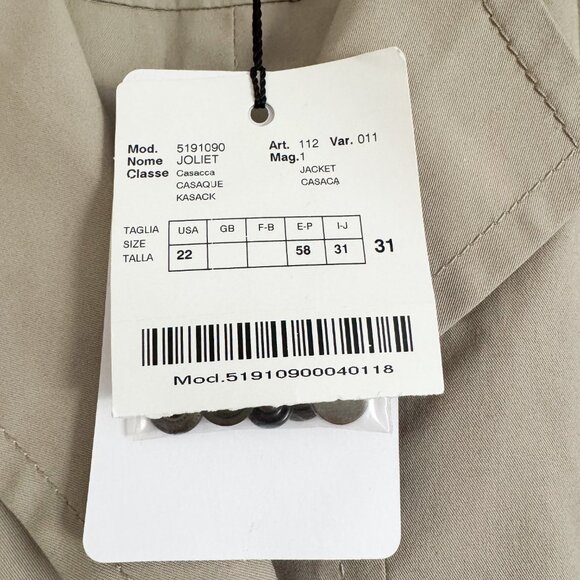 Mod. 5191090 Art. 112 Var. 011
Nome JOLIET Mag.1
Classe Casacca JACKET
CASAQUE CASACA
KASACK
TAGLIA USA GB F-B E-P I-J
SIZE 22 58 31 31
TALLA
Mod.51910900040118